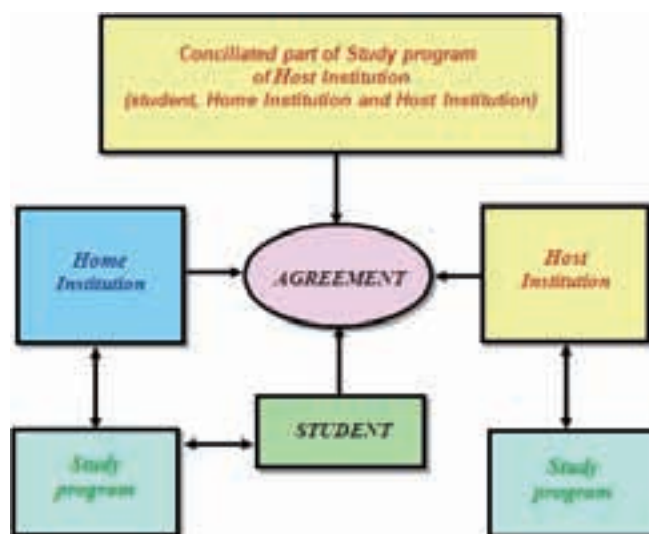 Conciliated part of Study program
of Host Institution
(student, Home Institution and Host Institution)
Home
Institution
AGREEMENT
Host
Institution
STUDENT
Study
program
Study
program